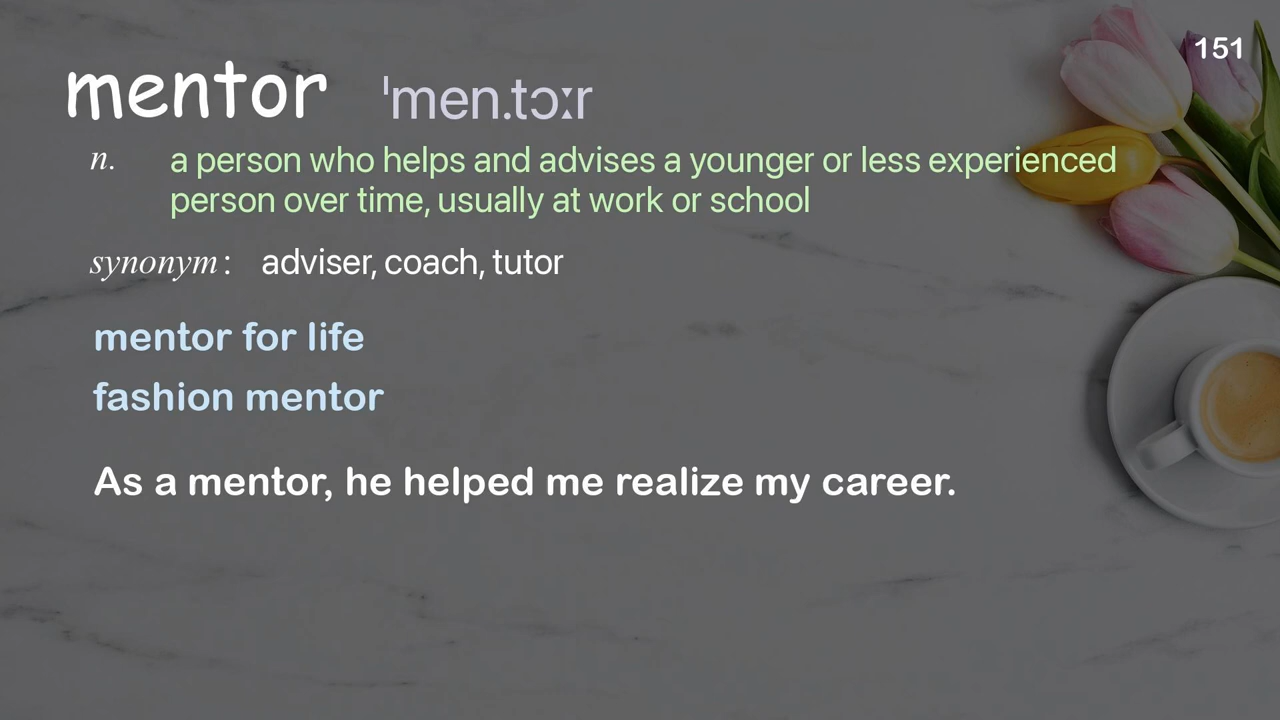 151
mentor ˈmen.tɔːr
n. a person who helps and advises a younger or less experienced
person over time, usually at work or school
synonym : adviser, coach, tutor
mentor for life
fashion mentor
As a mentor, he helped me realize my career.